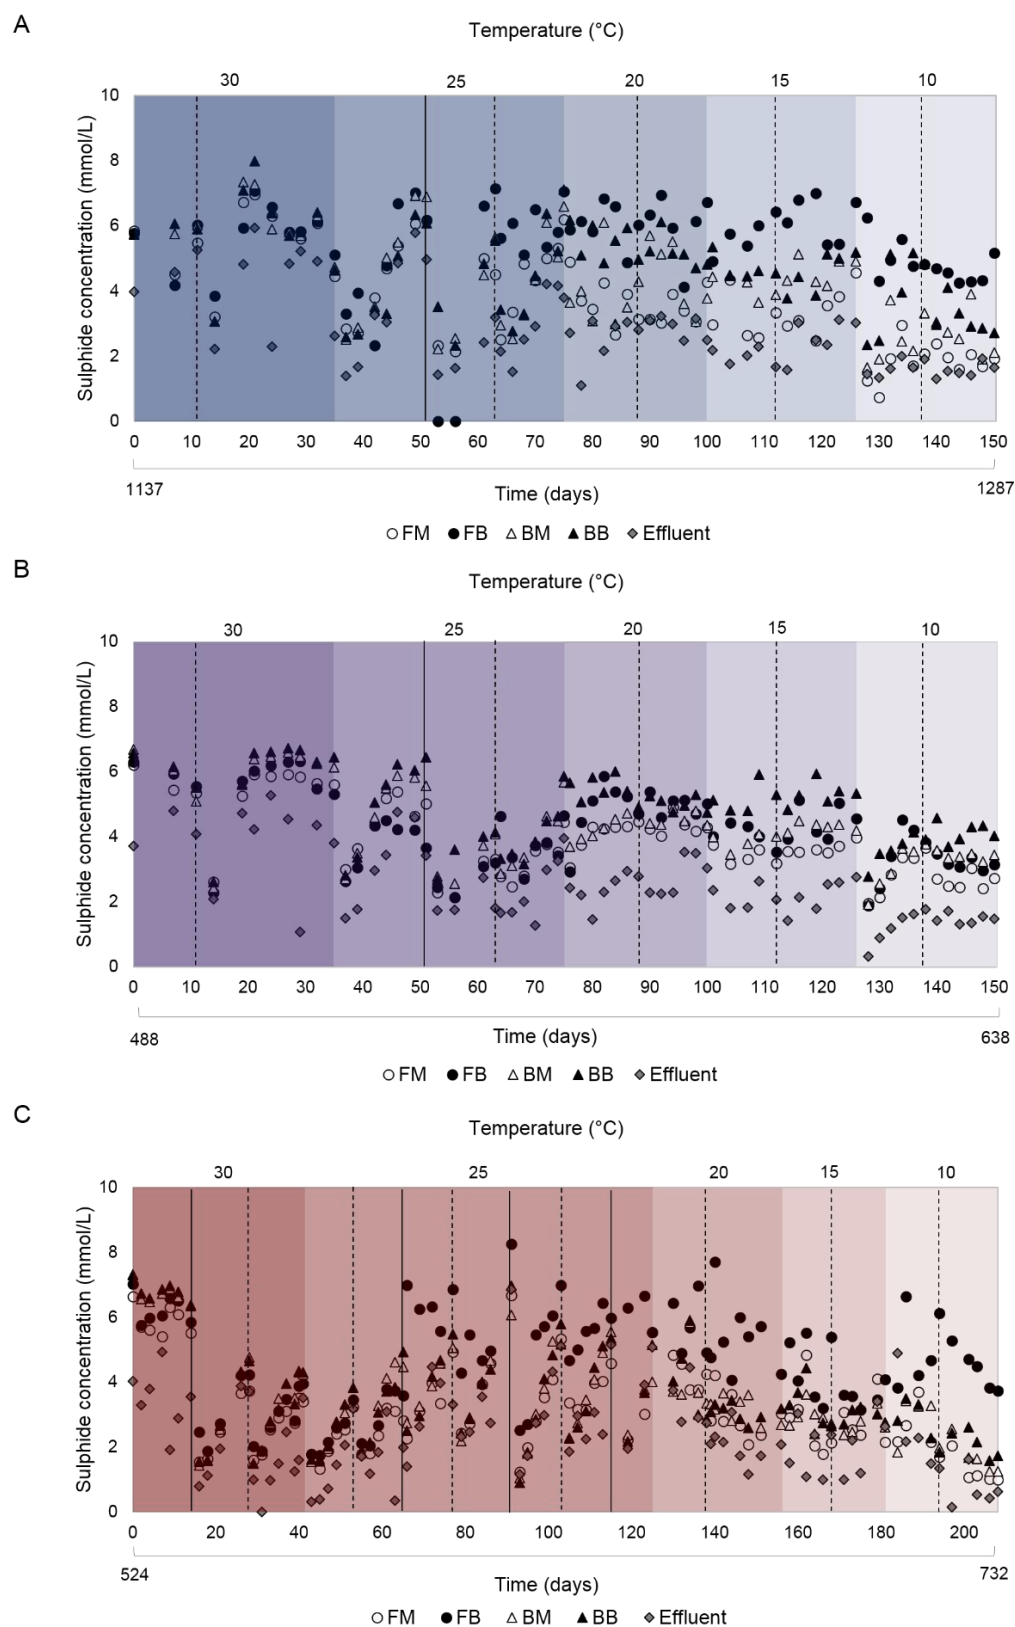 A
Temperature (°C)
30 25 20 15 10
Sulphide concentration (mmol/L)
10
8
6
4
2
0
0 10 20 30 40 50 60 70 80 90 100 110 120 130 140 150
1137 1287
Time (days)
FM FB BM BB Effluent
B
Temperature (°C)
30 25 20 15 10
Sulphide concentration (mmol/L)
10
8
6
4
2
0
0 10 20 30 40 50 60 70 80 90 100 110 120 130 140 150
488 638
Time (days)
FM FB BM BB Effluent
C
Temperature (°C)
30 25 20 15 10
Sulphide concentration (mmol/L)
10
8
6
4
2
0
0 20 40 60 80 100 120 140 160 180 200
524 732
Time (days)
FM FB BM BB Effluent